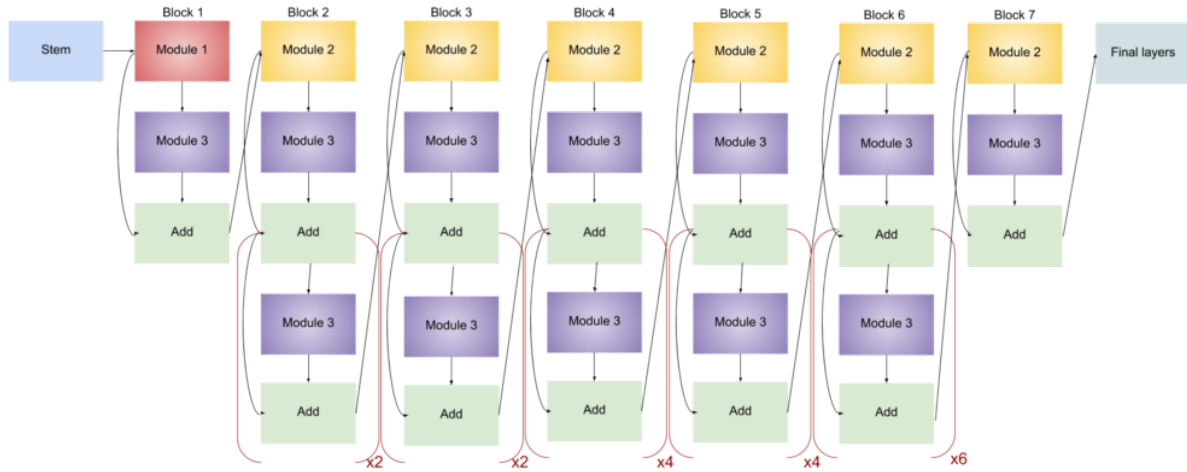 Block 1
Block 2
Block 3
Block 4
Block 5
Block 6
Block 7
Stem
Module 1
Module 2
Module 2
Module 2
Module 2
Module 2
Module 2
Final layers
Module 3
Module 3
Module 3
Module 3
Module 3
Module 3
Module 3
Add
Add
Add
Add
Add
Add
Add
Module 3
Module 3
Module 3
Module 3
Module 3
Add
Add
Add
Add
Add
x2
x2
x4
x4
x6